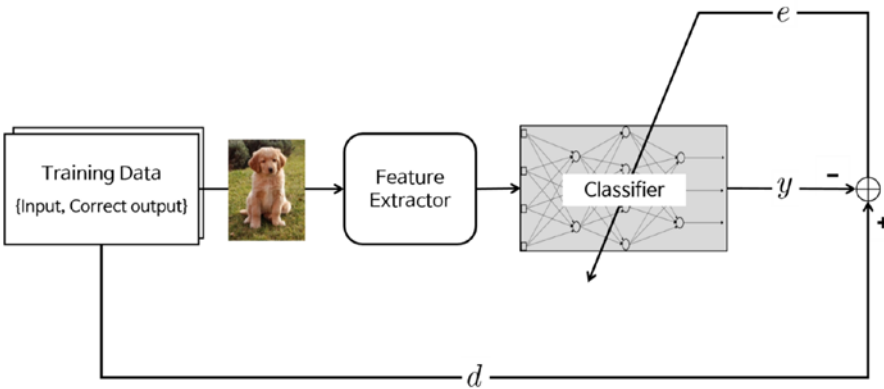 e
Training Data
{Input, Correct output}
Feature
Extractor
Classifier
y
-
+
d